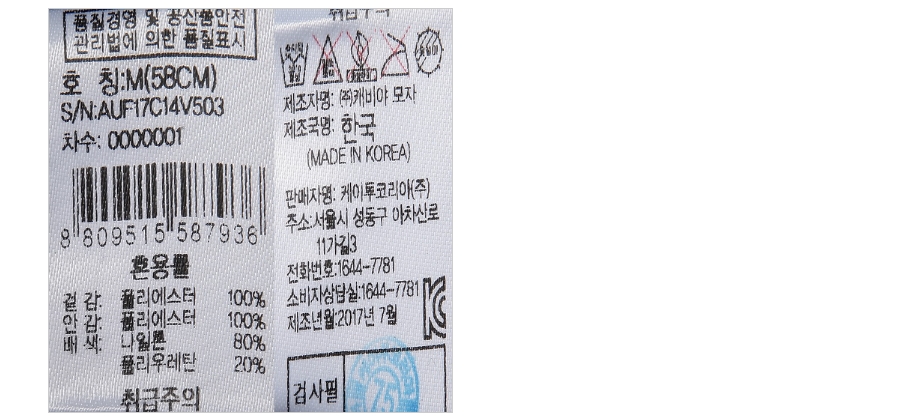 품질경영 및 공산품안전
관리법에 의한 품질표시
호 칭:M(58CM)
S/N:AUF17C14V503
차수: 0000001
8 809515 587936
혼용률
겉 감: 폴리에스터 100%
안 감: 폴리에스터 100%
배 색: 나일론 80%
폴리우레탄 20%
취급주의
취급주의
제조자명: (주)캐비야 모자
제조국명: 한국
(MADE IN KOREA)
판매자명: 케이투코리아(주)
주소:서울시 성동구 아차산로
11가길3
전화번호:1644-7781
소비자상담실:1644-7781
제조년월:2017년 7월
검사필
75